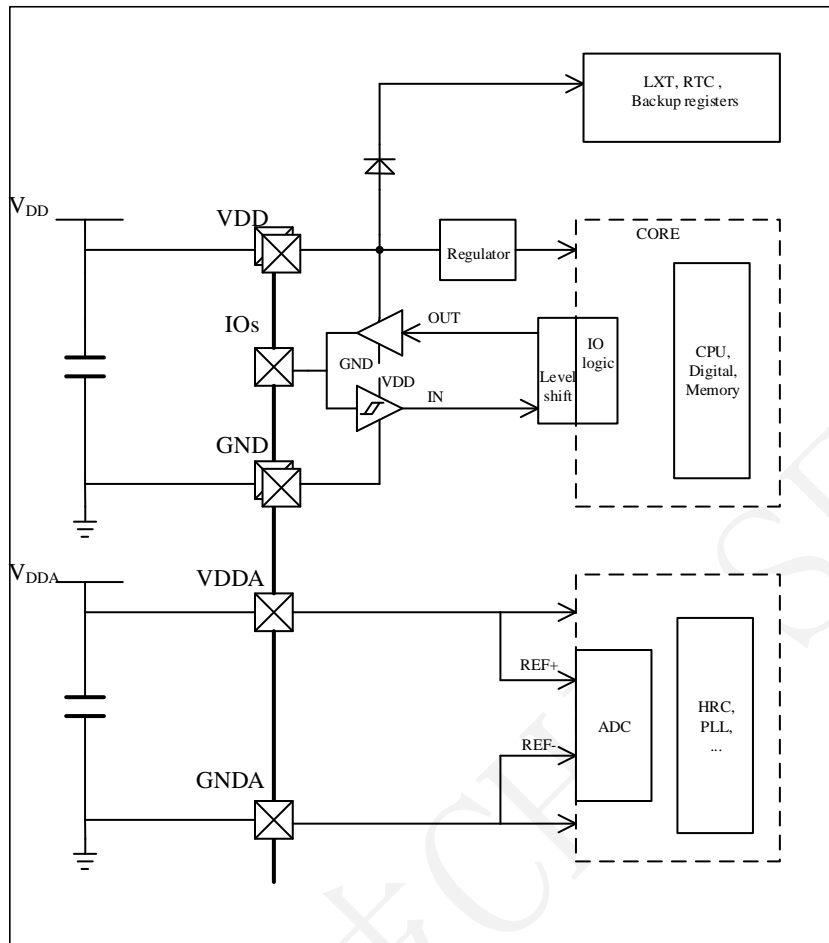 LXT, RTC ,
Backup registers
VDD
VDD
Regulator
CORE
IOs
OUT
GND
VDD
IN
Level
shift
IO
logic
CPU,
Digital,
Memory
GND
VDDA
VDDA
REF+
REF-
ADC
HRC,
PLL,
...
GNDA